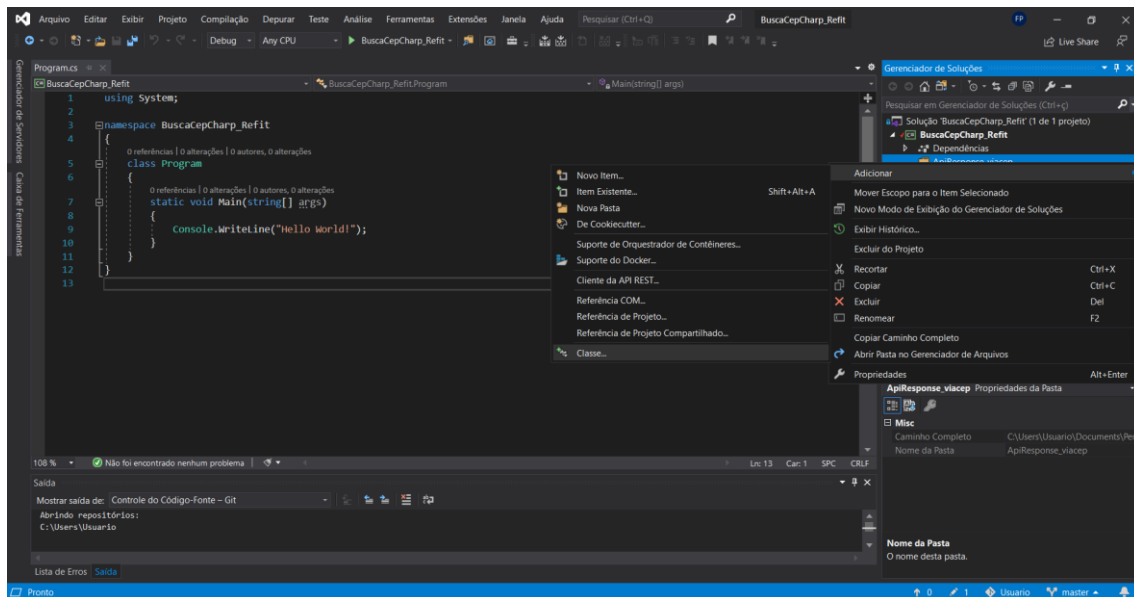 Arquivo Editar Exibir Projeto Compilação Depurar Teste Análise Ferramentas Extensões Janela Ajuda Pesquisar (Ctrl+Q) BuscaCepCharp_Refit FP
Debug Any CPU BuscaCepCharp_Refit Live Share
Gerenciador de Servidores
Caixa de Ferramentas
Program.cs
BuscaCepCharp_Refit BuscaCepCharp_Refit.Program Main(string[] args)
1 using System;
2
3 namespace BuscaCepCharp_Refit
4 {
0 referências | 0 alterações | 0 autores, 0 alterações
5 class Program
6 {
0 referências | 0 alterações | 0 autores, 0 alterações
7 static void Main(string[] args)
8 {
9 Console.WriteLine("Hello World!");
10 }
11 }
12 }
13
Novo Item...
Item Existente... Shift+Alt+A
Nova Pasta
De Cookiecutter...
Suporte de Orquestrador de Contêineres...
Suporte do Docker...
Cliente da API REST...
Referência COM...
Referência de Projeto...
Referência de Projeto Compartilhado...
Classe...
Gerenciador de Soluções
Pesquisar em Gerenciador de Soluções (Ctrl+ç)
Solução 'BuscaCepCharp_Refit' (1 de 1 projeto)
BuscaCepCharp_Refit
Dependências
ApiResponse_viacep
Adicionar
Mover Escopo para o Item Selecionado
Novo Modo de Exibição do Gerenciador de Soluções
Exibir Histórico...
Excluir do Projeto
Recortar Ctrl+X
Copiar Ctrl+C
Excluir Del
Renomear F2
Copiar Caminho Completo
Abrir Pasta no Gerenciador de Arquivos
Propriedades Alt+Enter
ApiResponse_viacep Propriedades da Pasta
Misc
Caminho Completo C:\Users\Usuario\Documents\Pe
Nome da Pasta ApiResponse_viacep
Nome da Pasta
O nome desta pasta.
108 % Não foi encontrado nenhum problema Ln: 13 Car: 1 SPC CRLF
Saída
Mostrar saída de: Controle do Código-Fonte – Git
Abrindo repositórios:
C:\Users\Usuario
Lista de Erros Saída
Pronto 0 1 Usuario master